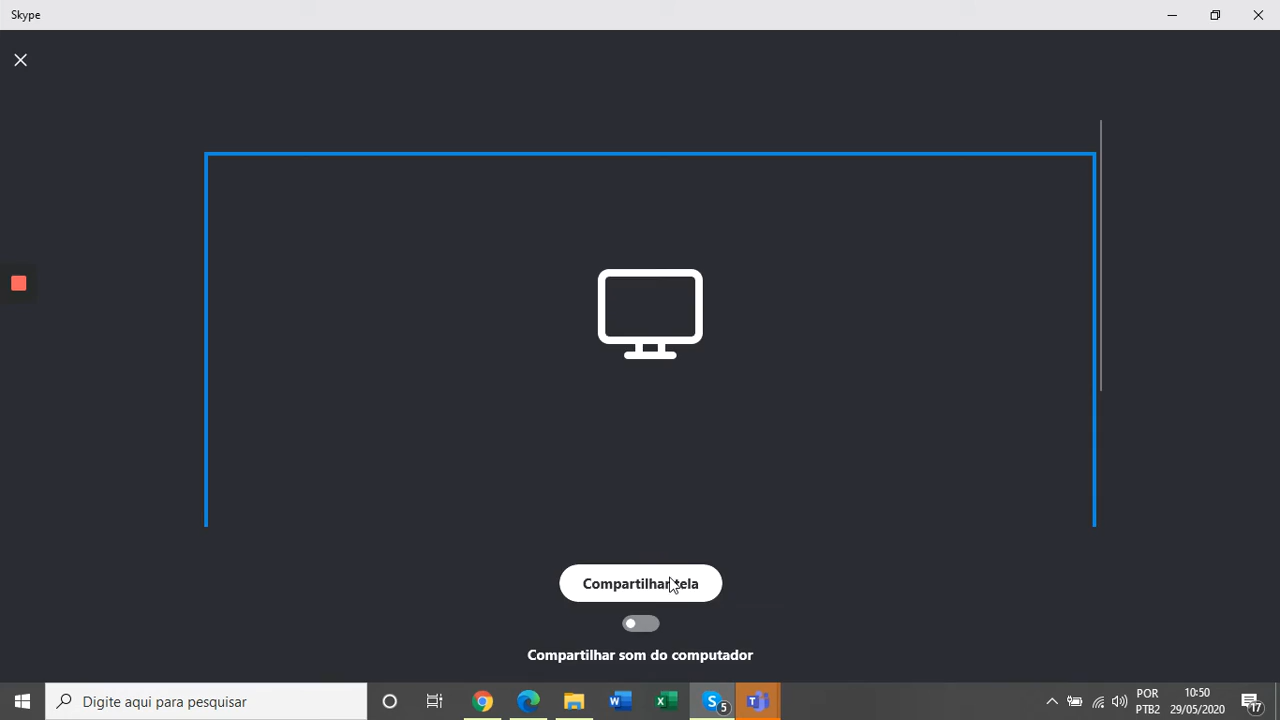 Skype
Compartilhar tela
Compartilhar som do computador
Digite aqui para pesquisar
5
POR
PTB2
10:50
29/05/2020
17